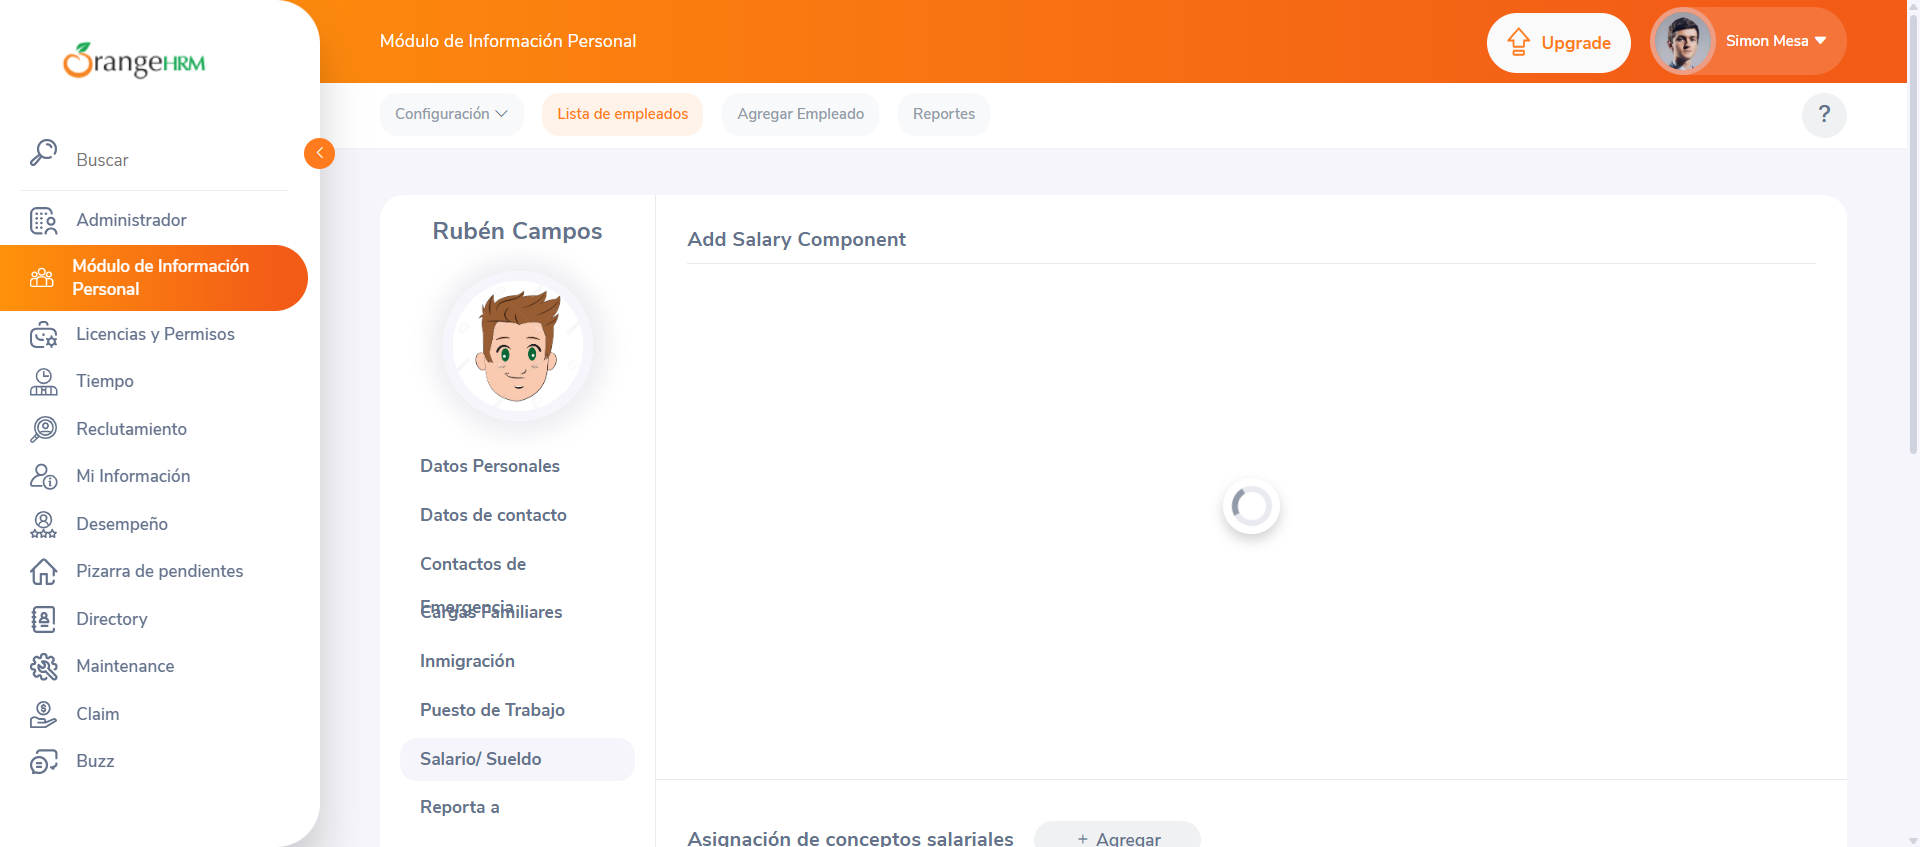 OrangeHRM
Módulo de Información Personal
Upgrade
Simon Mesa
Configuración
Lista de empleados
Agregar Empleado
Reportes
?
Buscar
Administrador
Módulo de Información
Personal
Licencias y Permisos
Tiempo
Reclutamiento
Mi Información
Desempeño
Pizarra de pendientes
Directory
Maintenance
Claim
Buzz
Rubén Campos
Datos Personales
Datos de contacto
Contactos de
Emergencia
Cargas Familiares
Inmigración
Puesto de Trabajo
Salario/ Sueldo
Reporta a
Add Salary Component
Asignación de conceptos salariales
+ Agregar